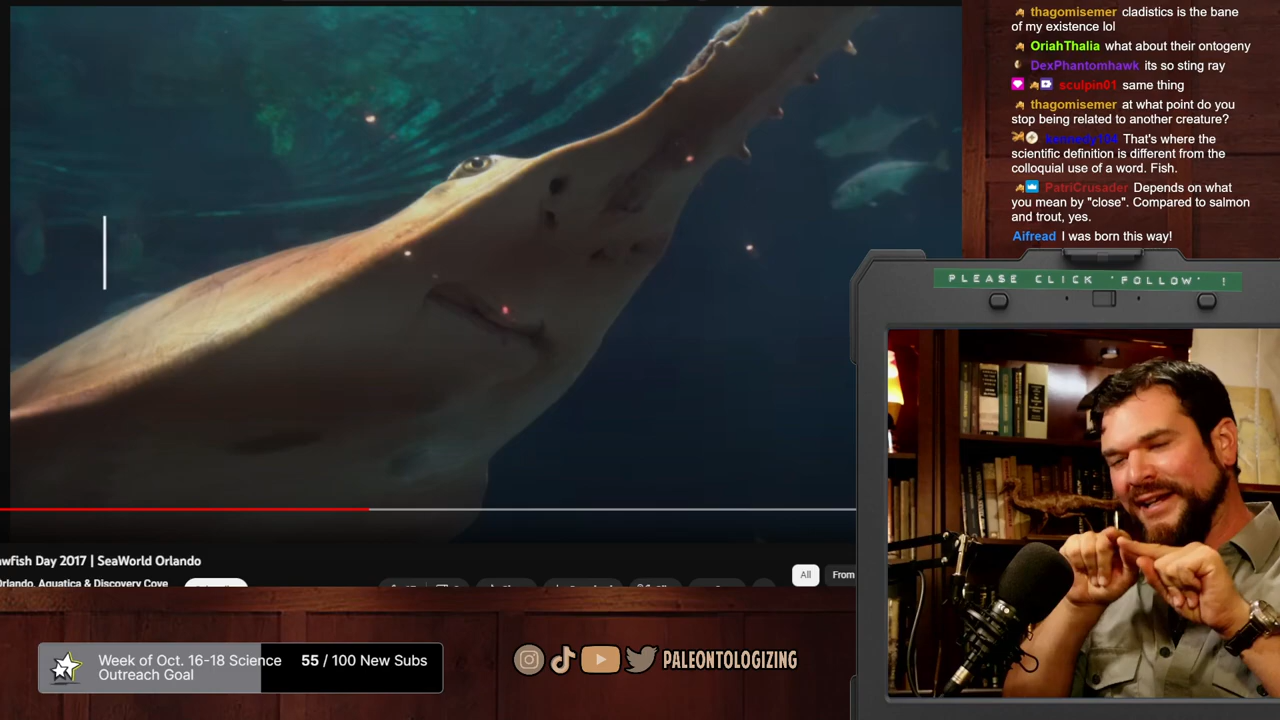 thagomisemer cladistics is the bane
of my existence lol
OriahThalia what about their ontogeny
DexPhantomhawk its so sting ray
sculpin01 same thing
thagomisemer at what point do you
stop being related to another creature?
That's where the
scientific definition is different from the
colloquial use of a word. Fish.
PatriCrusader Depends on what
you mean by "close". Compared to salmon
and trout, yes.
Aifread I was born this way!
PLEASE CLICK 'FOLLOW' !
wfish Day 2017 | SeaWorld Orlando
Orlando, Aquatica & Discovery Cove
All From
Week of Oct. 16-18 Science
Outreach Goal
55 / 100 New Subs
PALEONTOLOGIZING